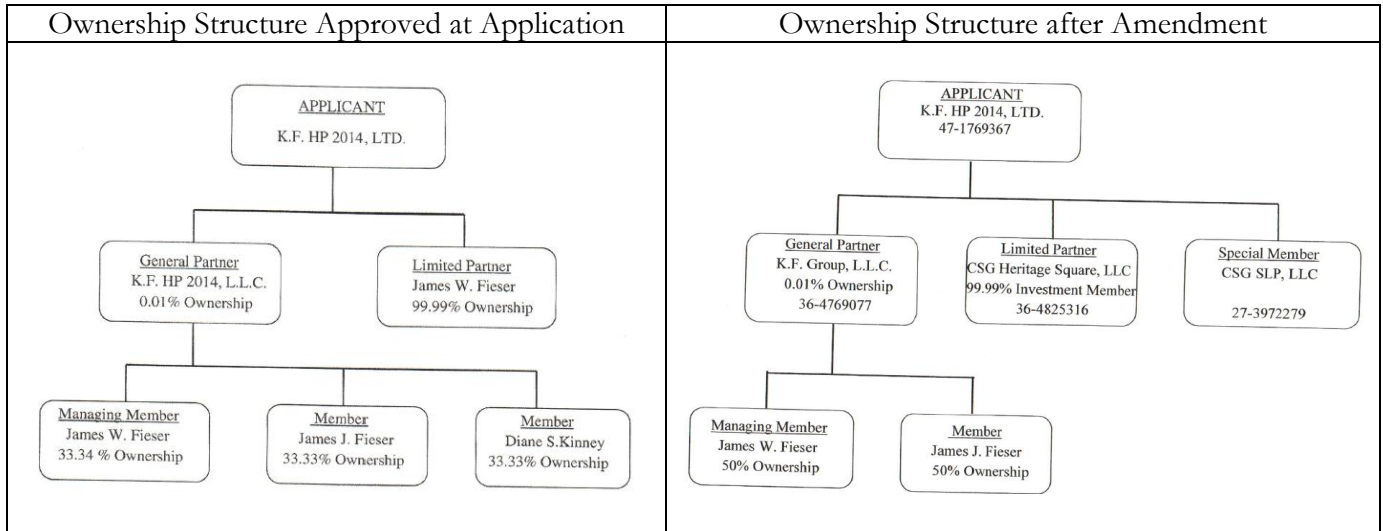 Ownership Structure Approved at Application
APPLICANT
K.F. HP 2014, LTD.
General Partner
K.F. HP 2014, L.L.C.
0.01% Ownership
Limited Partner
James W. Fieser
99.99% Ownership
Managing Member
James W. Fieser
33.34 % Ownership
Member
James J. Fieser
33.33% Ownership
Member
Diane S.Kinney
33.33% Ownership
Ownership Structure after Amendment
APPLICANT
K.F. HP 2014, LTD.
47-1769367
General Partner
K.F. Group, L.L.C.
0.01% Ownership
36-4769077
Limited Partner
CSG Heritage Square, LLC
99.99% Investment Member
36-4825316
Special Member
CSG SLP, LLC
27-3972279
Managing Member
James W. Fieser
50% Ownership
Member
James J. Fieser
50% Ownership